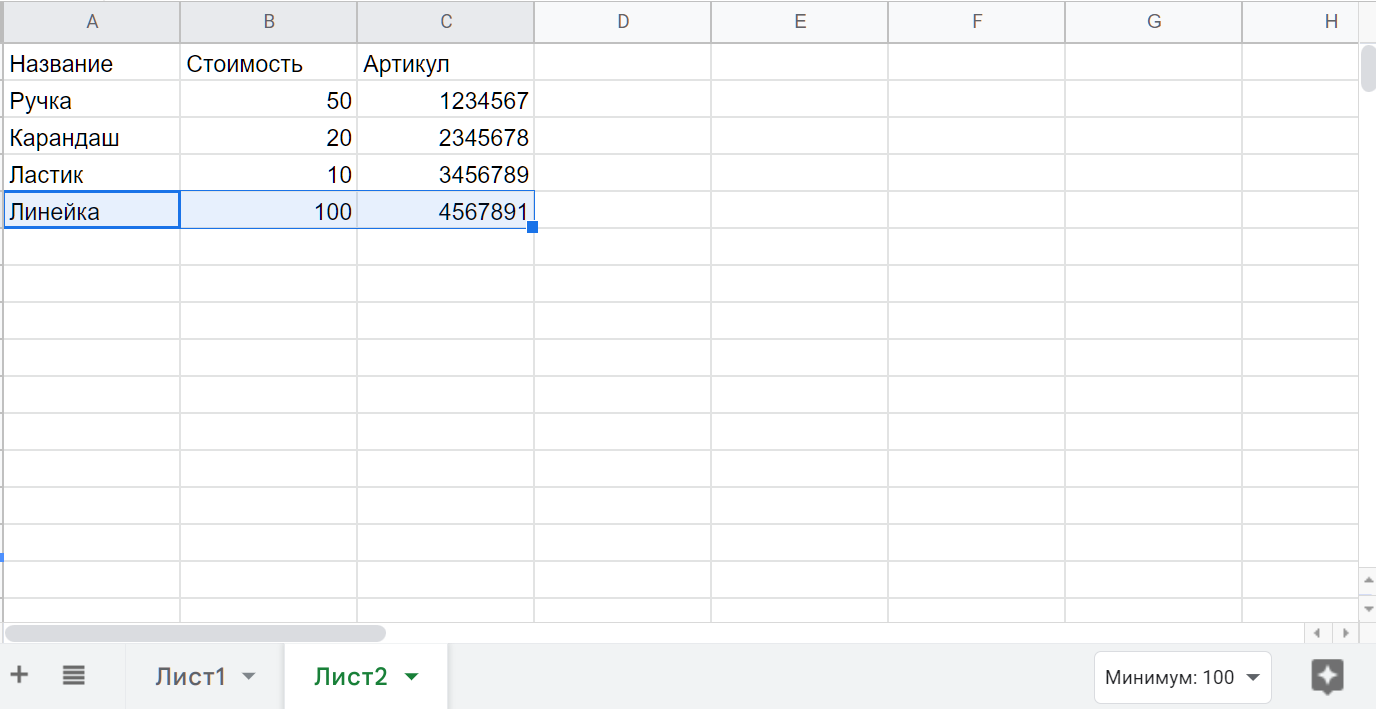 A B C D E F G H
Название Стоимость Артикул
Ручка 50 1234567
Карандаш 20 2345678
Ластик 10 3456789
Линейка 100 4567891
Лист1 Лист2 Минимум: 100